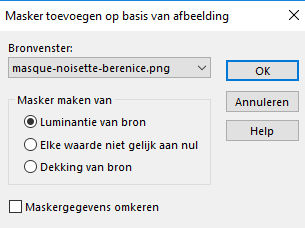 Masker toevoegen op basis van afbeelding
Bronvenster:
masque-noisette-berenice.png
OK
Annuleren
Help
Masker maken van
Luminantie van bron
Elke waarde niet gelijk aan nul
Dekking van bron
Maskergegevens omkeren